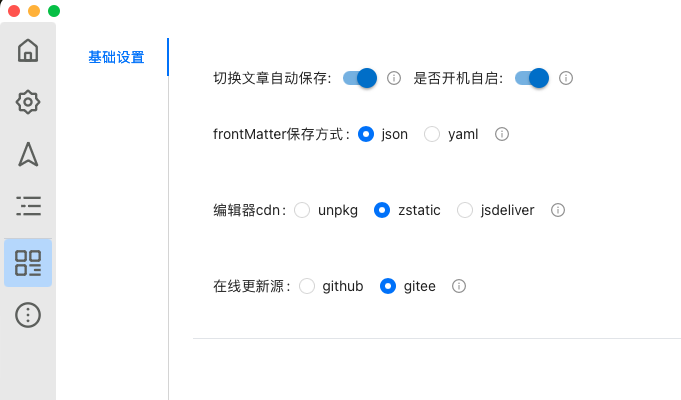 基础设置
切换文章自动保存: 是否开机自启:
frontMatter保存方式: json yaml
编辑器cdn: unpkg zstatic jsdeliver
在线更新源: github gitee